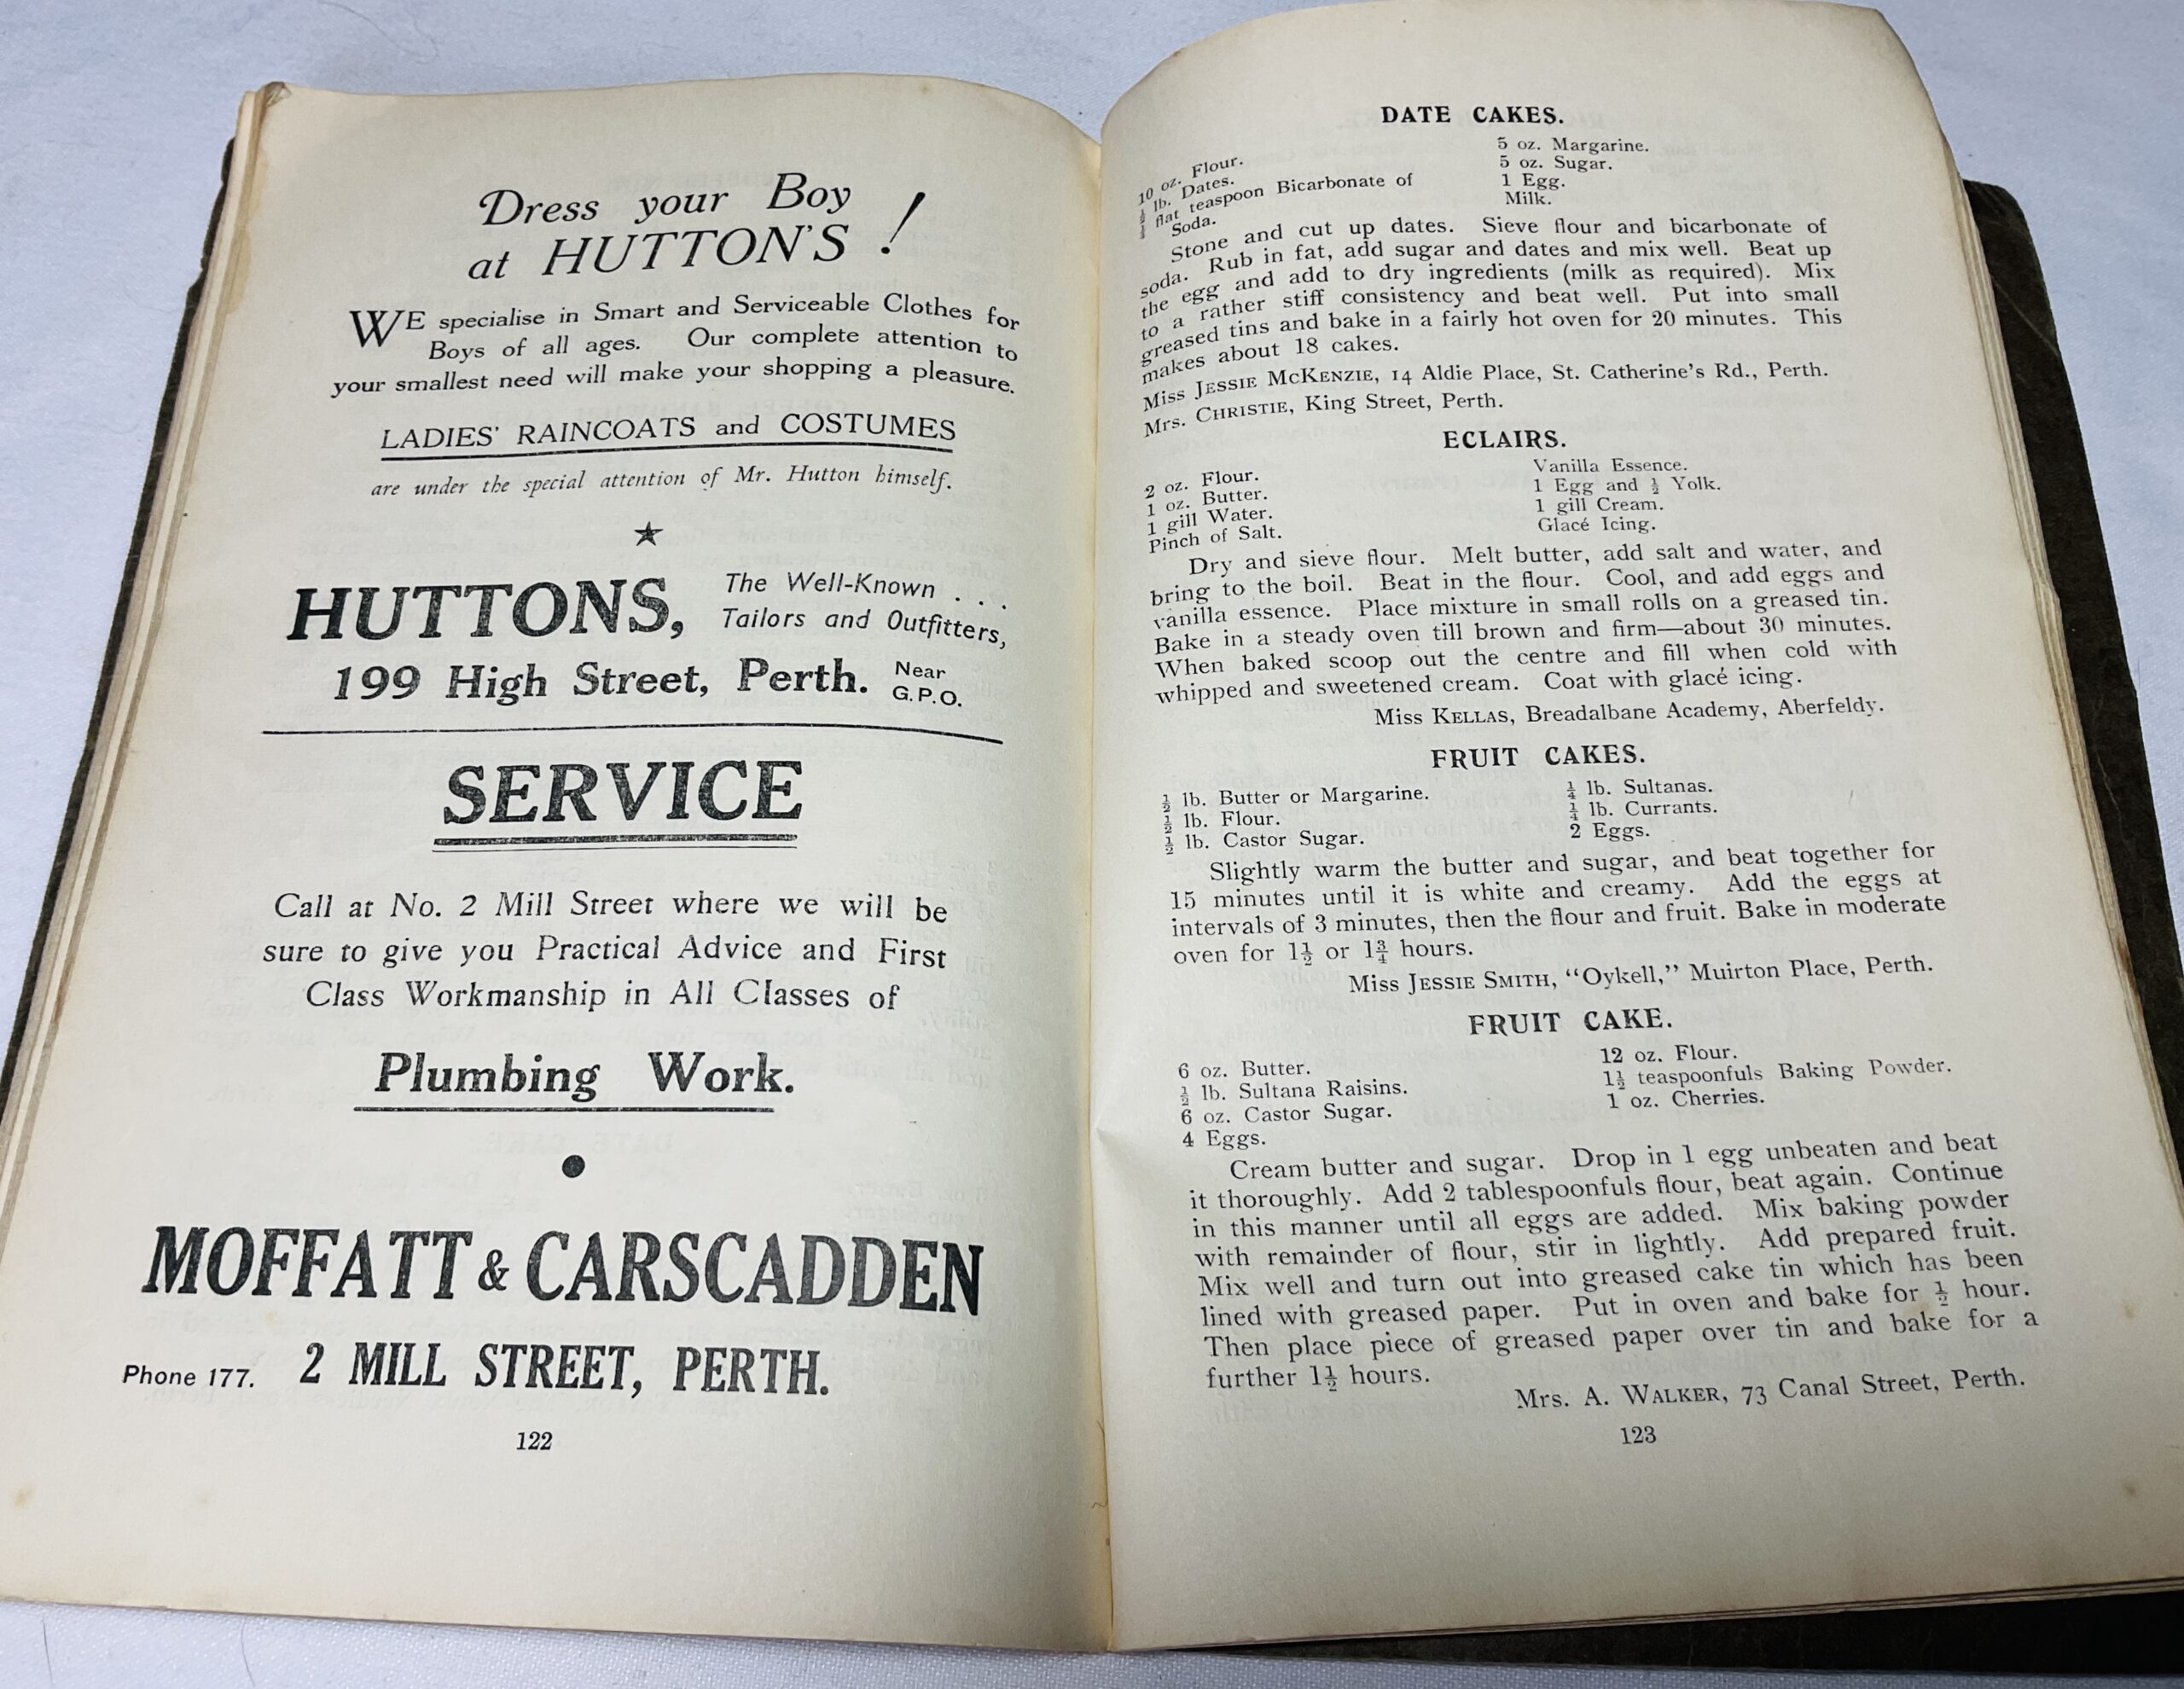 Dress your Boy
at HUTTON'S !
WE specialise in Smart and Serviceable Clothes for
Boys of all ages. Our complete attention to
your smallest need will make your shopping a pleasure.
LADIES' RAINCOATS and COSTUMES
are under the special attention of Mr. Hutton himself.
HUTTONS, The Well-Known . . .
Tailors and Outfitters,
199 High Street, Perth. Near
G.P.O.
SERVICE
Call at No. 2 Mill Street where we will be
sure to give you Practical Advice and First
Class Workmanship in All Classes of
Plumbing Work.
MOFFATT & CARSCADDEN
Phone 177. 2 MILL STREET, PERTH.
122
DATE CAKES.
10 oz. Flour.
½ lb. Dates.
flat teaspoon Bicarbonate of
Soda.
5 oz. Margarine.
5 oz. Sugar.
1 Egg.
Milk.
Stone and cut up dates. Sieve flour and bicarbonate of
soda. Rub in fat, add sugar and dates and mix well. Beat up
the egg and add to dry ingredients (milk as required). Mix
to a rather stiff consistency and beat well. Put into small
greased tins and bake in a fairly hot oven for 20 minutes. This
makes about 18 cakes.
Miss JESSIE MCKENZIE, 14 Aldie Place, St. Catherine's Rd., Perth.
Mrs. CHRISTIE, King Street, Perth.
ECLAIRS.
2 oz. Flour.
1 oz. Butter.
1 gill Water.
Pinch of Salt.
Vanilla Essence.
1 Egg and ½ Yolk.
1 gill Cream.
Glacé Icing.
Dry and sieve flour. Melt butter, add salt and water, and
bring to the boil. Beat in the flour. Cool, and add eggs and
vanilla essence. Place mixture in small rolls on a greased tin.
Bake in a steady oven till brown and firm—about 30 minutes.
When baked scoop out the centre and fill when cold with
whipped and sweetened cream. Coat with glacé icing.
Miss KELLAS, Breadalbane Academy, Aberfeldy.
FRUIT CAKES.
½ lb. Butter or Margarine.
½ lb. Flour.
½ lb. Castor Sugar.
¼ lb. Sultanas.
¼ lb. Currants.
2 Eggs.
Slightly warm the butter and sugar, and beat together for
15 minutes until it is white and creamy. Add the eggs at
intervals of 3 minutes, then the flour and fruit. Bake in moderate
oven for 1½ or 1¾ hours.
Miss JESSIE SMITH, "Oykell," Muirton Place, Perth.
FRUIT CAKE.
6 oz. Butter.
½ lb. Sultana Raisins.
6 oz. Castor Sugar.
4 Eggs.
12 oz. Flour.
1½ teaspoonfuls Baking Powder.
1 oz. Cherries.
Cream butter and sugar. Drop in 1 egg unbeaten and beat
it thoroughly. Add 2 tablespoonfuls flour, beat again. Continue
in this manner until all eggs are added. Mix baking powder
with remainder of flour, stir in lightly. Add prepared fruit.
Mix well and turn out into greased cake tin which has been
lined with greased paper. Put in oven and bake for ½ hour.
Then place piece of greased paper over tin and bake for a
further 1½ hours.
Mrs. A. WALKER, 73 Canal Street, Perth.
123